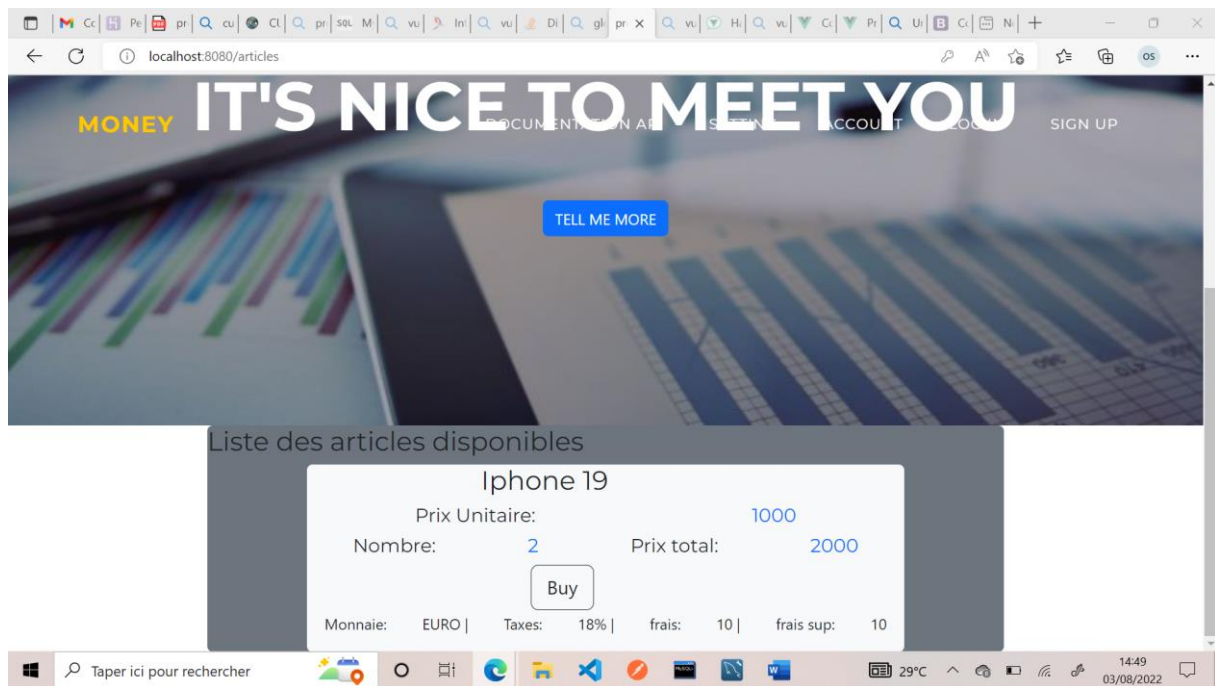 localhost:8080/articles
os
IT'S NICE TO MEET YOU
MONEY
SIGN UP
TELL ME MORE
Liste des articles disponibles
Iphone 19
Prix Unitaire: 1000
Nombre: 2 Prix total: 2000
Buy
Monnaie: EURO | Taxes: 18% | frais: 10 | frais sup: 10
Taper ici pour rechercher
29°C
14:49
03/08/2022